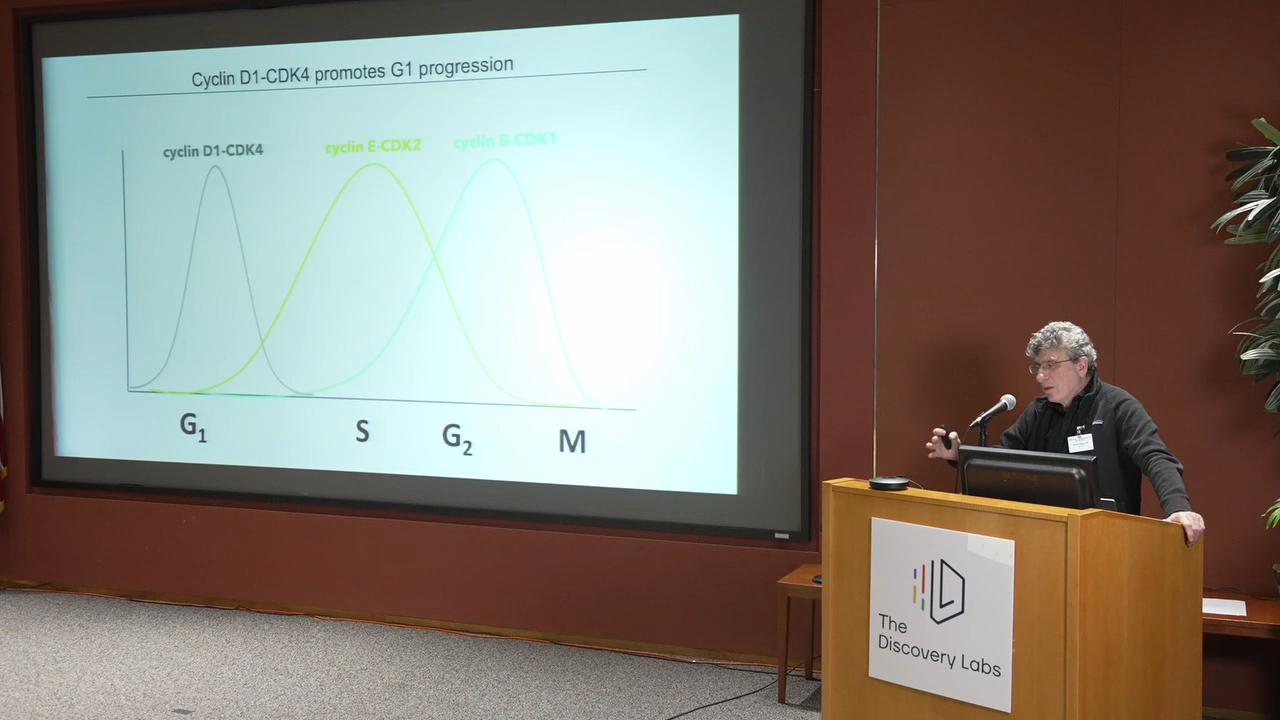 Cyclin D1-CDK4 promotes G1 progression
cyclin D1-CDK4
cyclin E-CDK2
cyclin B-CDK1
G1
S
G2
M
The
Discovery Labs